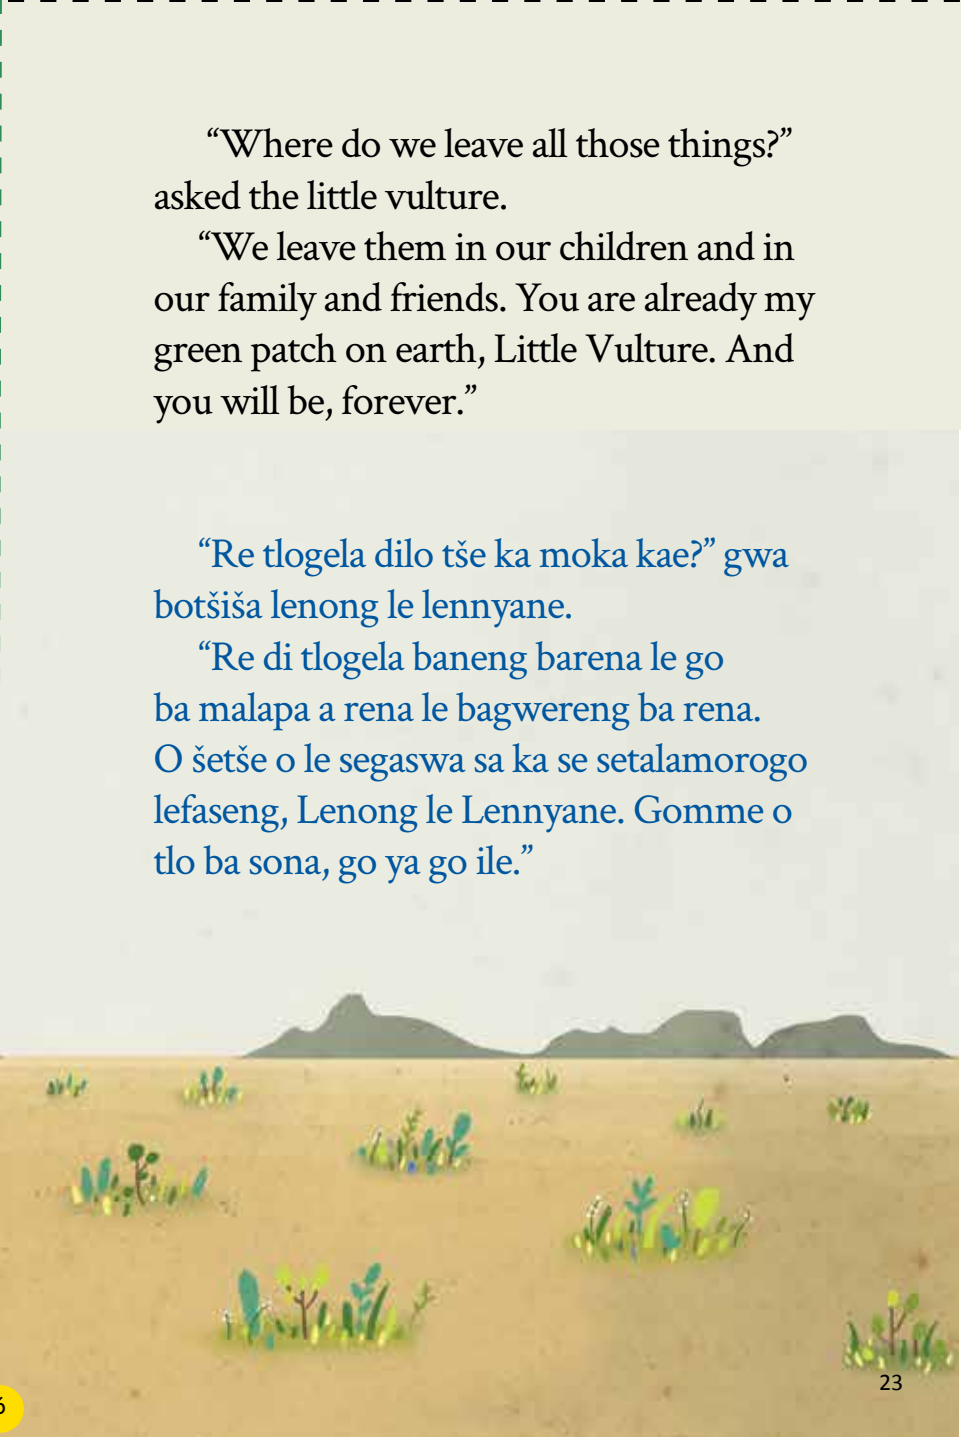 “Where do we leave all those things?”
asked the little vulture.
“We leave them in our children and in
our family and friends. You are already my
green patch on earth, Little Vulture. And
you will be, forever.”
“Re tlogela dilo tše ka moka kae?” gwa
botšiša lenong le lennyane.
“Re di tlogela baneng barena le go
ba malapa a rena le bagwereng ba rena.
O šetše o le segaswa sa ka se setalamorogo
lefaseng, Lenong le Lennyane. Gomme o
tlo ba sona, go ya go ile.”
23